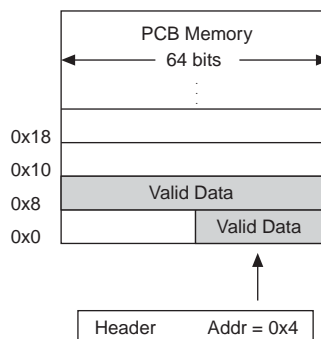 PCB Memory
64 bits
0x18
0x10
Valid Data
0x8
Valid Data
0x0
Header Addr = 0x4